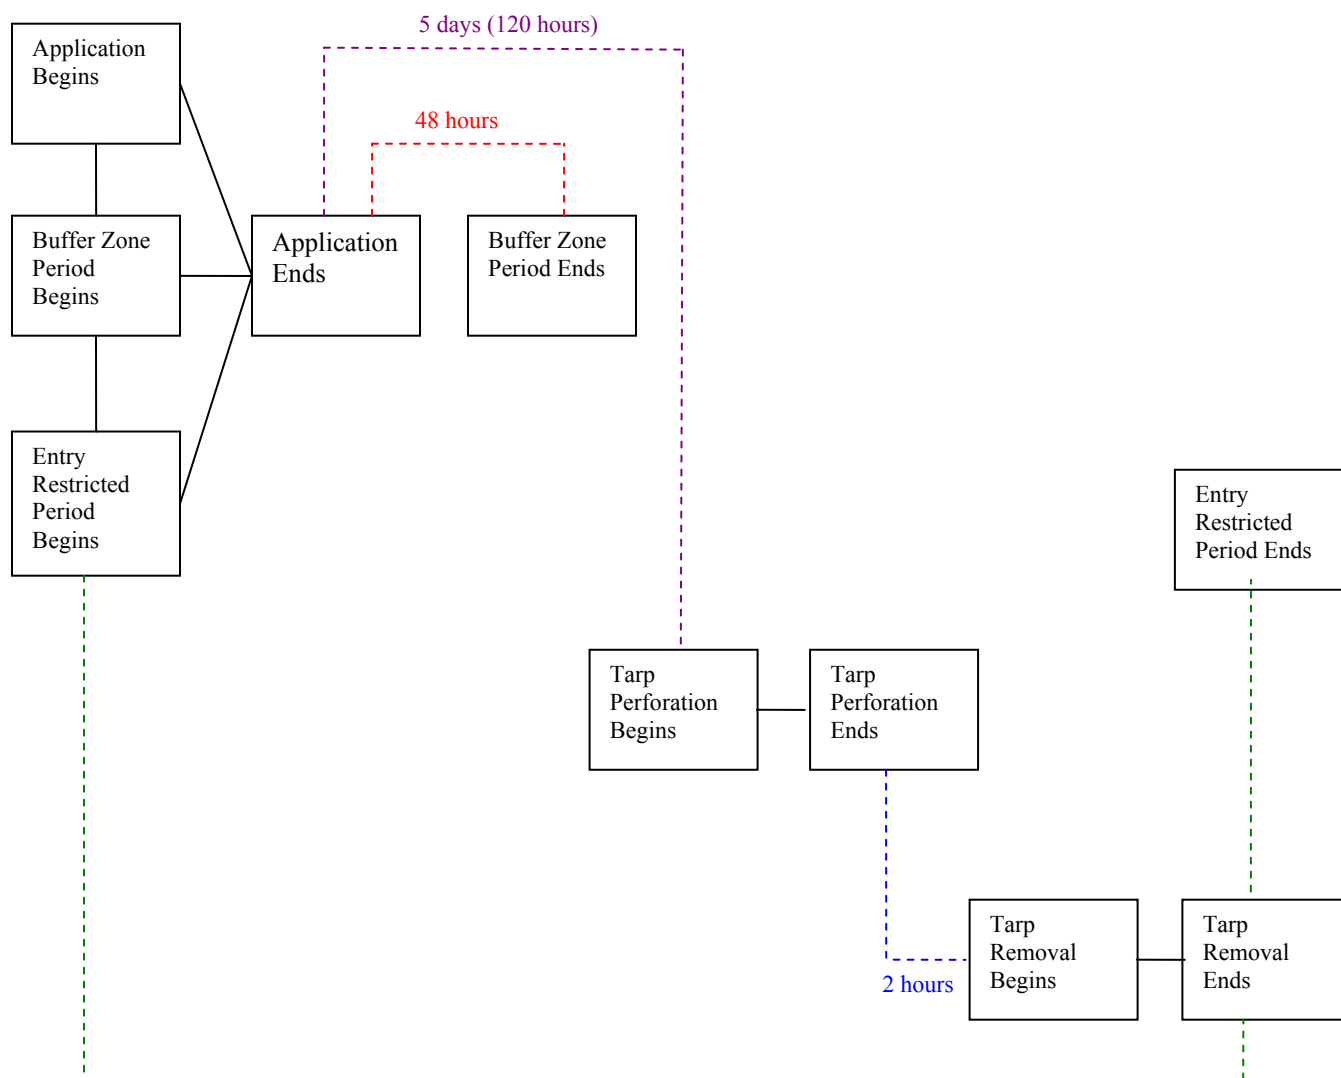 5 days (120 hours)
Application
Begins
48 hours
Buffer Zone
Period
Begins
Application
Ends
Buffer Zone
Period Ends
Entry
Restricted
Period
Begins
Entry
Restricted
Period Ends
Tarp
Perforation
Begins
Tarp
Perforation
Ends
Tarp
Removal
Begins
Tarp
Removal
Ends
2 hours